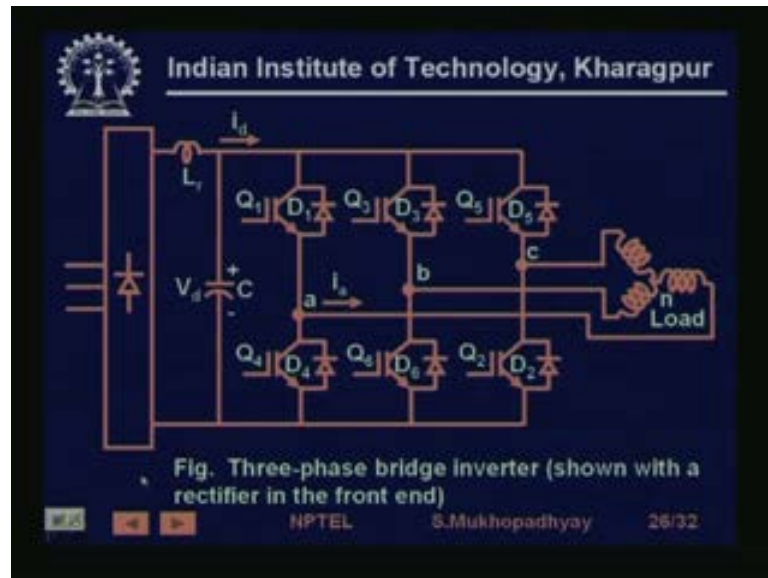 Indian Institute of Technology, Kharagpur
i_d
L_r
Q₁ D₁ Q₃ D₃ Q₅ D₅
V_d + C -
a i_a b c
n
Load
Q₄ D₄ Q₆ D₆ Q₂ D₂
Fig. Three-phase bridge inverter (shown with a
rectifier in the front end)
NPTEL S.Mukhopadhyay 26/32